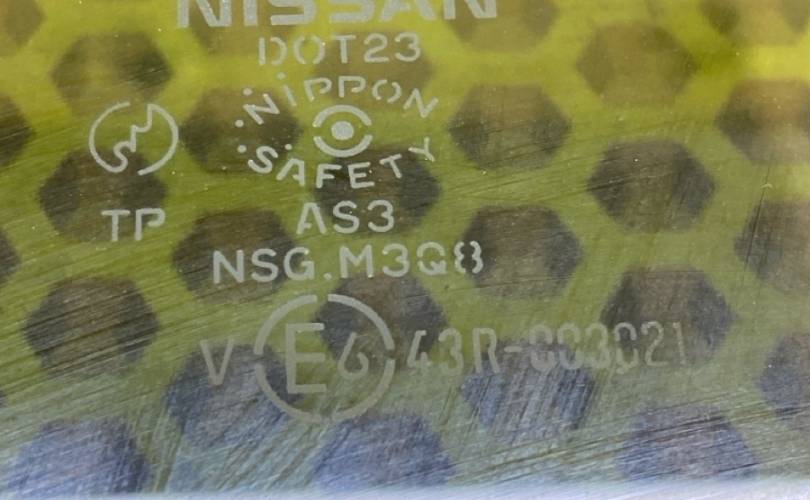 NISSAN
DOT23
NIPPON
SAFETY
TP
AS3
NSG.M3Q8
V E6 43R-003021